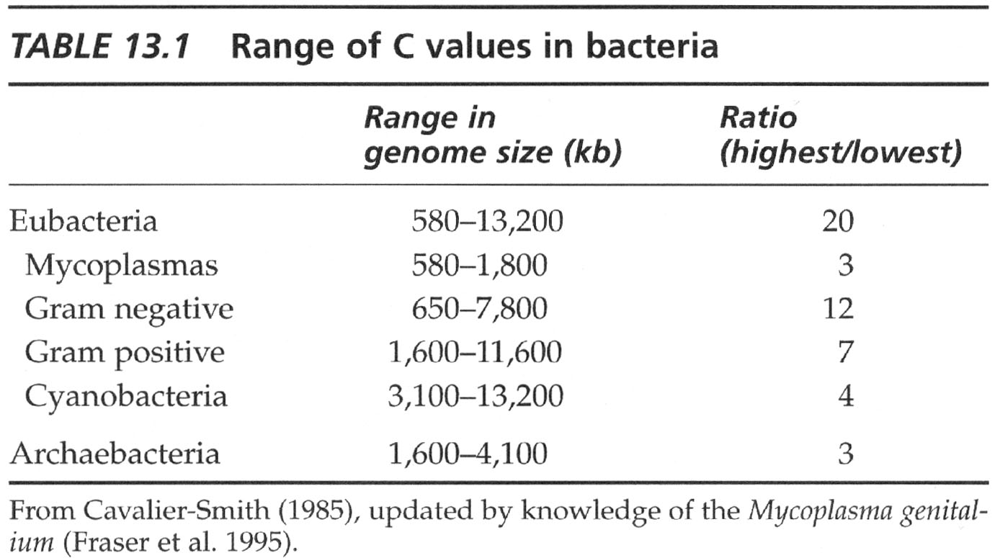 TABLE 13.1 Range of C values in bacteria
Range in Ratio
genome size (kb) (highest/lowest)
Eubacteria 580–13,200 20
Mycoplasmas 580–1,800 3
Gram negative 650–7,800 12
Gram positive 1,600–11,600 7
Cyanobacteria 3,100–13,200 4
Archaebacteria 1,600–4,100 3
From Cavalier-Smith (1985), updated by knowledge of the Mycoplasma genital-
ium (Fraser et al. 1995).